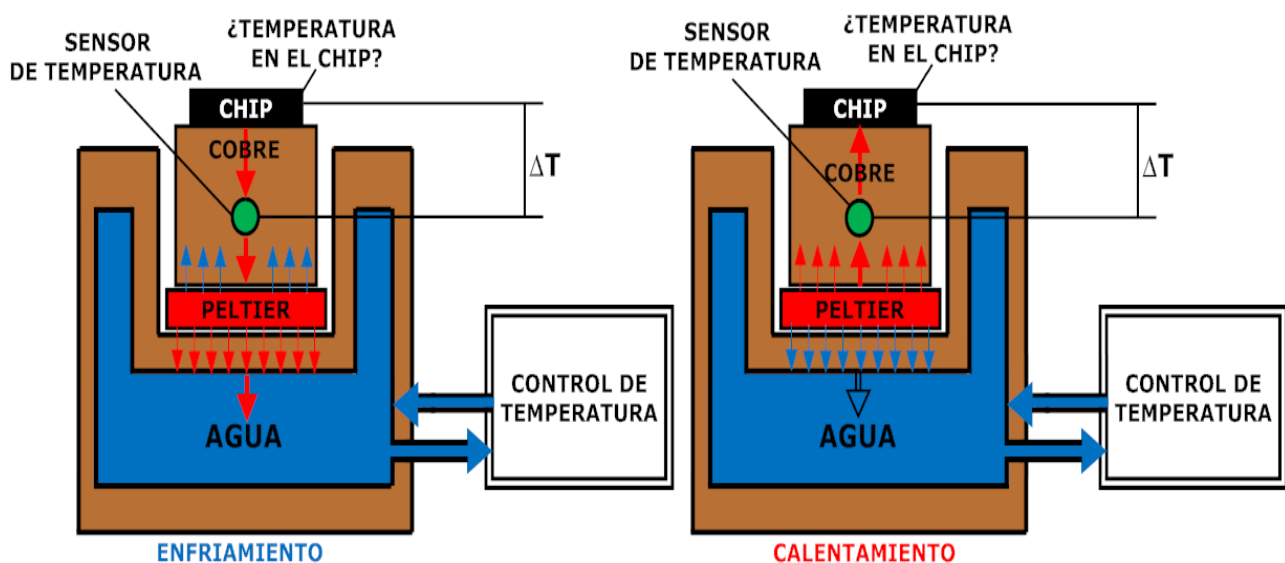 SENSOR
DE TEMPERATURA
¿TEMPERATURA
EN EL CHIP?
CHIP
COBRE
ΔT
PELTIER
AGUA
CONTROL DE
TEMPERATURA
ENFRIAMIENTO
SENSOR
DE TEMPERATURA
¿TEMPERATURA
EN EL CHIP?
CHIP
COBRE
ΔT
PELTIER
AGUA
CONTROL DE
TEMPERATURA
CALENTAMIENTO